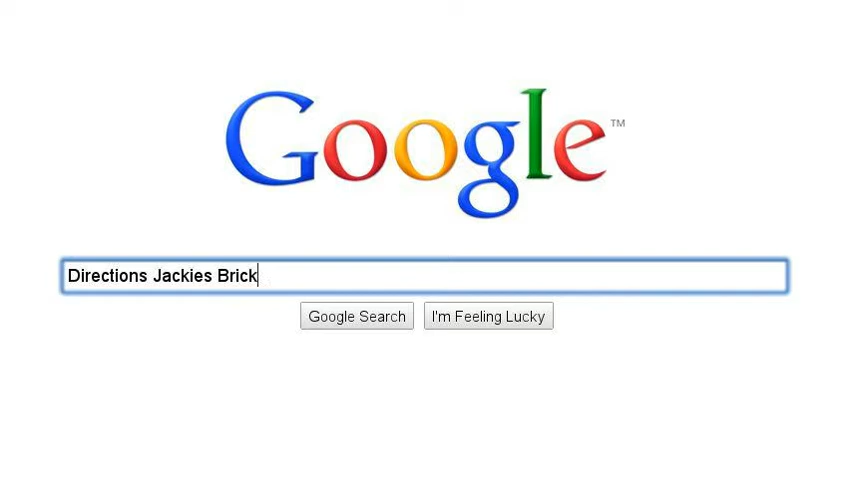 Google™
Directions Jackies Brick
Google Search
I'm Feeling Lucky